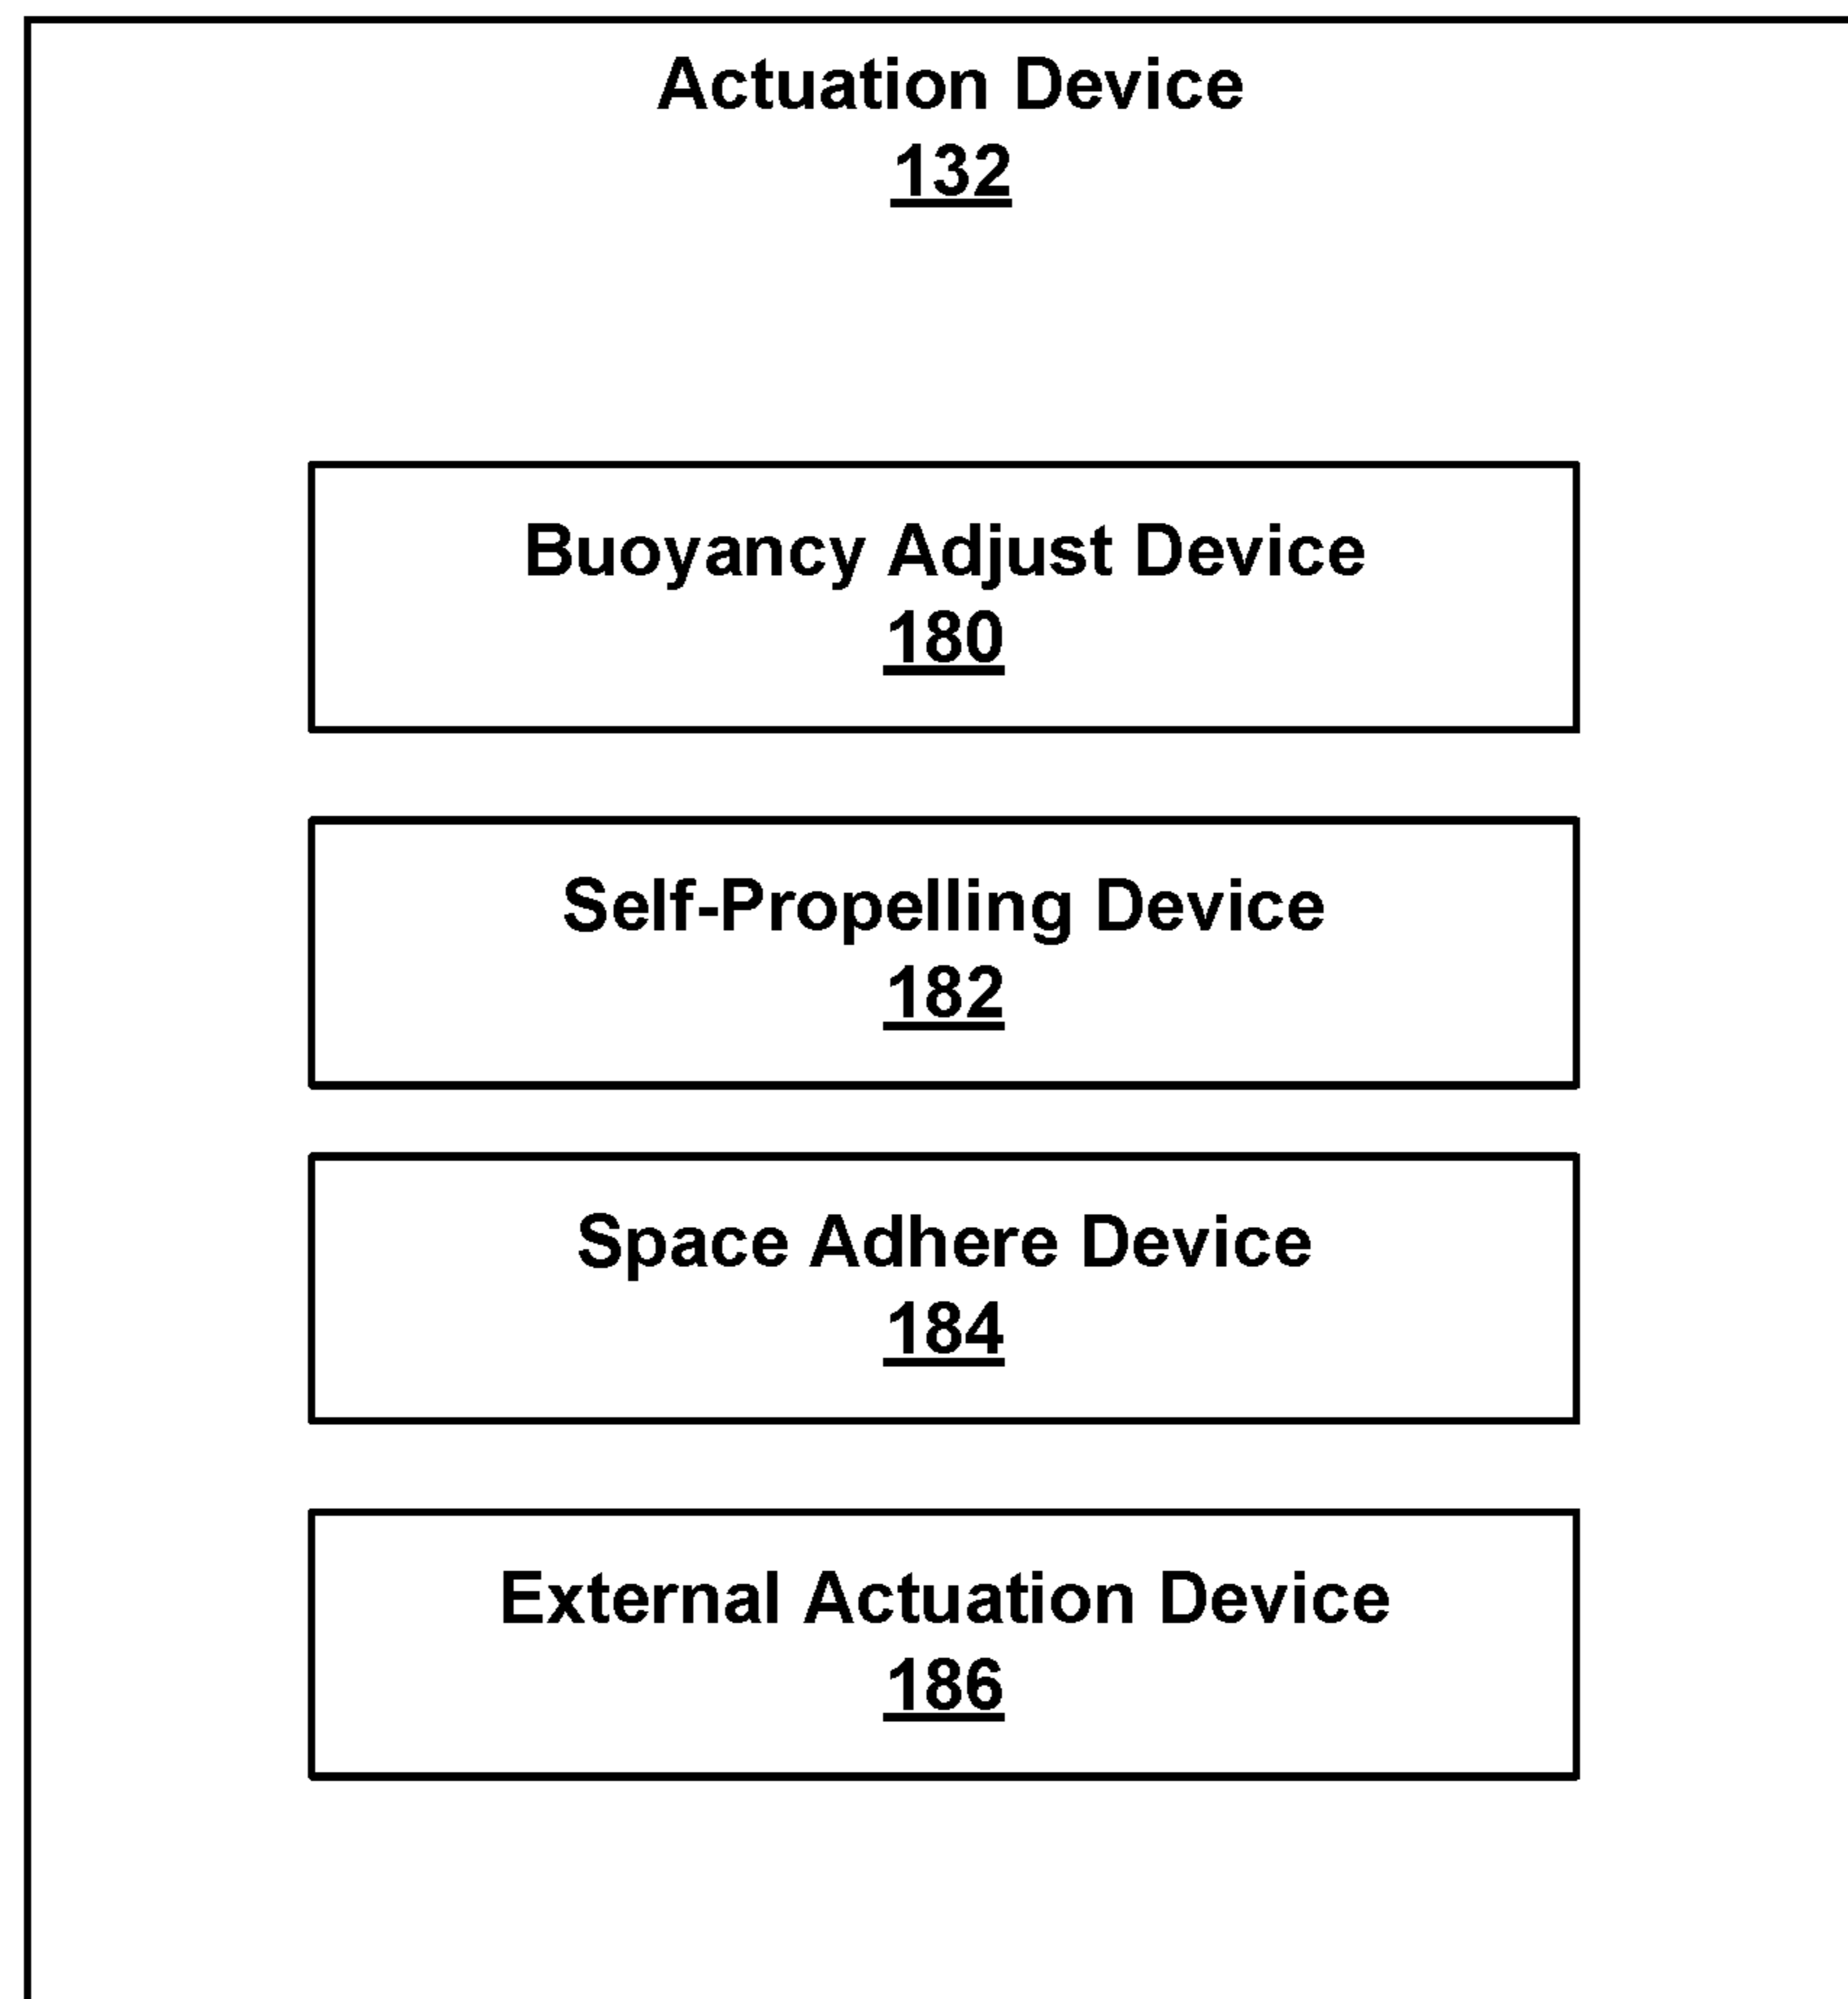 Actuation Device
132
Buoyancy Adjust Device
180
Self-Propelling Device
182
Space Adhere Device
184
External Actuation Device
186